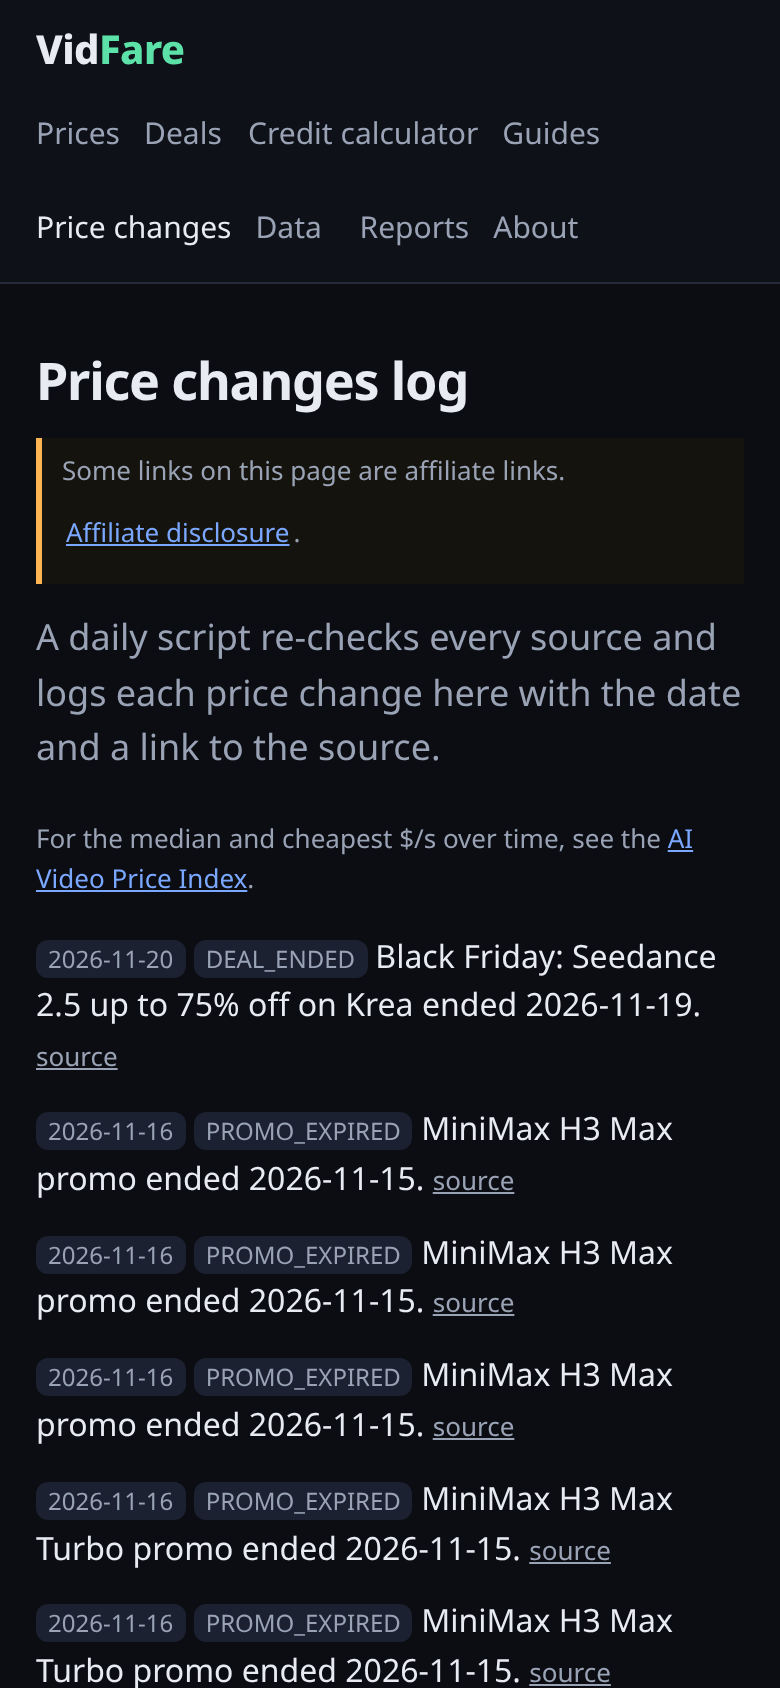 VidFare
Prices Deals Credit calculator Guides
Price changes Data Reports About
Price changes log
Some links on this page are affiliate links.
Affiliate disclosure.
A daily script re-checks every source and
logs each price change here with the date
and a link to the source.
For the median and cheapest $/s over time, see the AI
Video Price Index.
2026-11-20 DEAL_ENDED Black Friday: Seedance
2.5 up to 75% off on Krea ended 2026-11-19.
source
2026-11-16 PROMO_EXPIRED MiniMax H3 Max
promo ended 2026-11-15. source
2026-11-16 PROMO_EXPIRED MiniMax H3 Max
promo ended 2026-11-15. source
2026-11-16 PROMO_EXPIRED MiniMax H3 Max
promo ended 2026-11-15. source
2026-11-16 PROMO_EXPIRED MiniMax H3 Max
Turbo promo ended 2026-11-15. source
2026-11-16 PROMO_EXPIRED MiniMax H3 Max
Turbo promo ended 2026-11-15. source